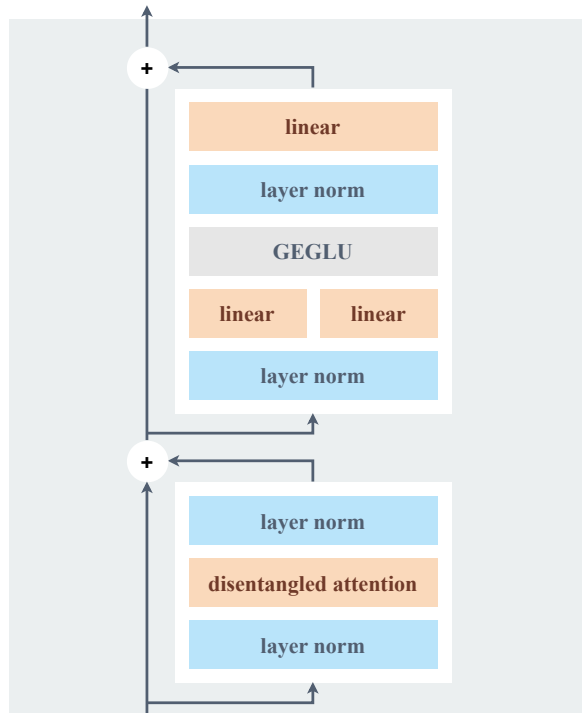 +
linear
layer norm
GEGLU
linear linear
layer norm
+
layer norm
disentangled attention
layer norm